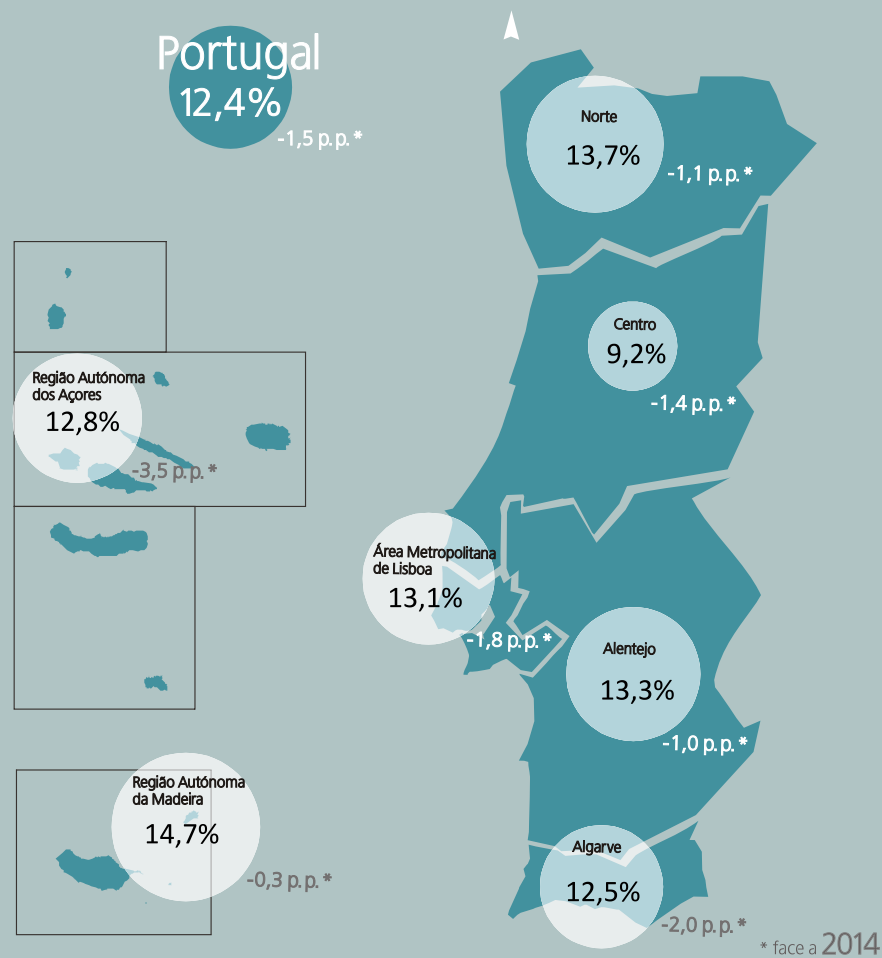 Portugal
12,4%
-1,5 p.p. *
Norte
13,7%
-1,1 p.p. *
Centro
9,2%
-1,4 p.p. *
Região Autónoma
dos Açores
12,8%
-3,5 p.p. *
Área Metropolitana
de Lisboa
13,1%
-1,8 p.p. *
Alentejo
13,3%
-1,0 p.p. *
Região Autónoma
da Madeira
14,7%
-0,3 p.p. *
Algarve
12,5%
-2,0 p.p. *
* face a 2014